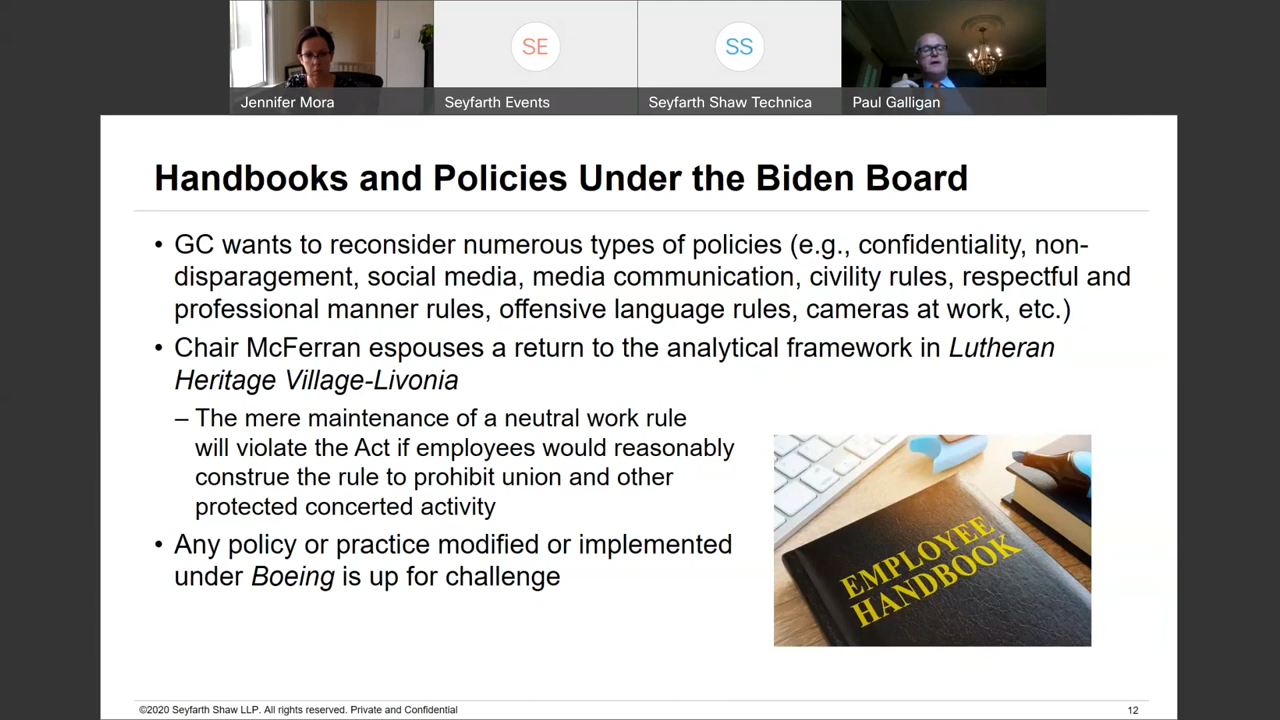 SE
SS
Jennifer Mora
Seyfarth Events
Seyfarth Shaw Technica
Paul Galligan
Handbooks and Policies Under the Biden Board
• GC wants to reconsider numerous types of policies (e.g., confidentiality, non-
disparagement, social media, media communication, civility rules, respectful and
professional manner rules, offensive language rules, cameras at work, etc.)
• Chair McFerran espouses a return to the analytical framework in Lutheran
Heritage Village-Livonia
– The mere maintenance of a neutral work rule
will violate the Act if employees would reasonably
construe the rule to prohibit union and other
protected concerted activity
• Any policy or practice modified or implemented
under Boeing is up for challenge
EMPLOYEE
HANDBOOK
©2020 Seyfarth Shaw LLP. All rights reserved. Private and Confidential
12